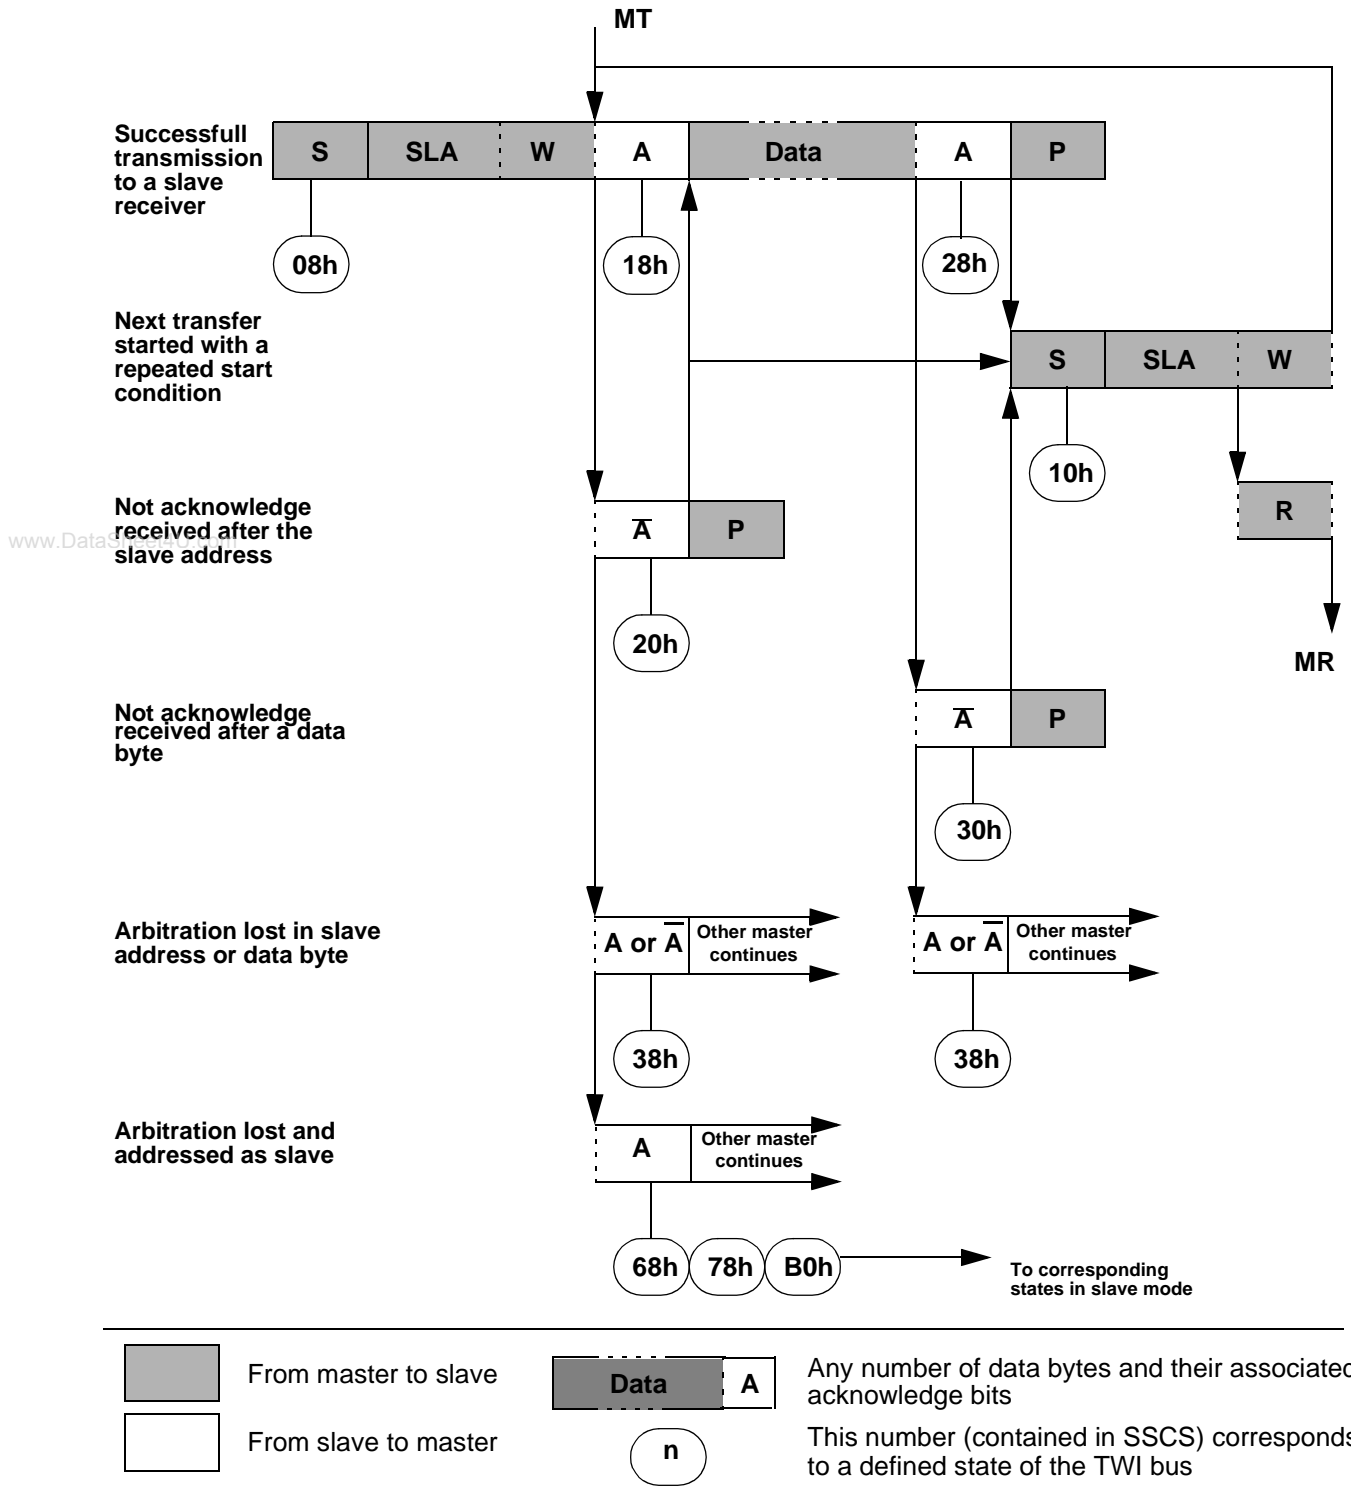 MT
Successfull
transmission
to a slave
receiver
S SLA W A Data A P
08h 18h 28h
Next transfer
started with a
repeated start
condition
S SLA W
10h
Not acknowledge
received after the
slave address
www.DataSheet4U.com
A̅ P
R
20h
MR
Not acknowledge
received after a data
byte
A̅ P
30h
Arbitration lost in slave
address or data byte
A or A̅ Other master
continues
A or A̅ Other master
continues
38h 38h
Arbitration lost and
addressed as slave
A Other master
continues
68h 78h B0h
To corresponding
states in slave mode
From master to slave
Data A
Any number of data bytes and their associated
acknowledge bits
From slave to master
n
This number (contained in SSCS) corresponds
to a defined state of the TWI bus